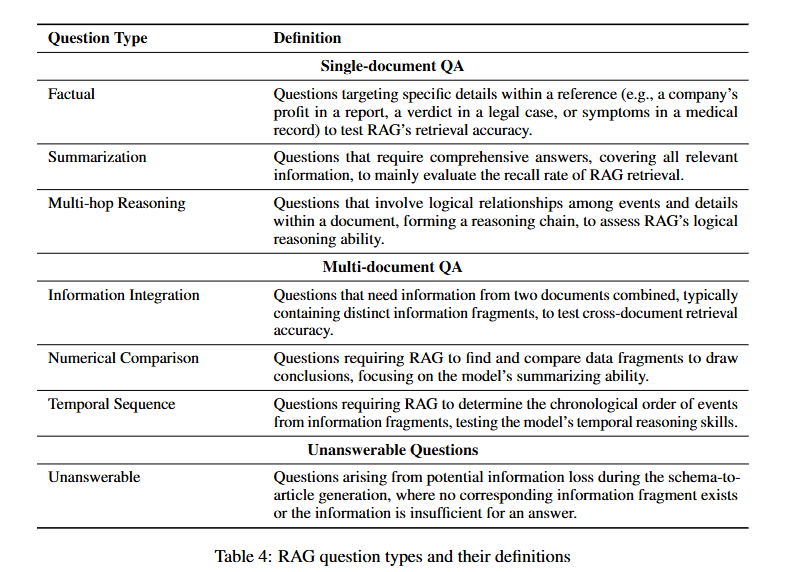 Question Type Definition
Single-document QA
Factual Questions targeting specific details within a reference (e.g., a company's
profit in a report, a verdict in a legal case, or symptoms in a medical
record) to test RAG's retrieval accuracy.
Summarization Questions that require comprehensive answers, covering all relevant
information, to mainly evaluate the recall rate of RAG retrieval.
Multi-hop Reasoning Questions that involve logical relationships among events and details
within a document, forming a reasoning chain, to assess RAG's logical
reasoning ability.
Multi-document QA
Information Integration Questions that need information from two documents combined, typically
containing distinct information fragments, to test cross-document retrieval
accuracy.
Numerical Comparison Questions requiring RAG to find and compare data fragments to draw
conclusions, focusing on the model's summarizing ability.
Temporal Sequence Questions requiring RAG to determine the chronological order of events
from information fragments, testing the model's temporal reasoning skills.
Unanswerable Questions
Unanswerable Questions arising from potential information loss during the schema-to-
article generation, where no corresponding information fragment exists
or the information is insufficient for an answer.
Table 4: RAG question types and their definitions